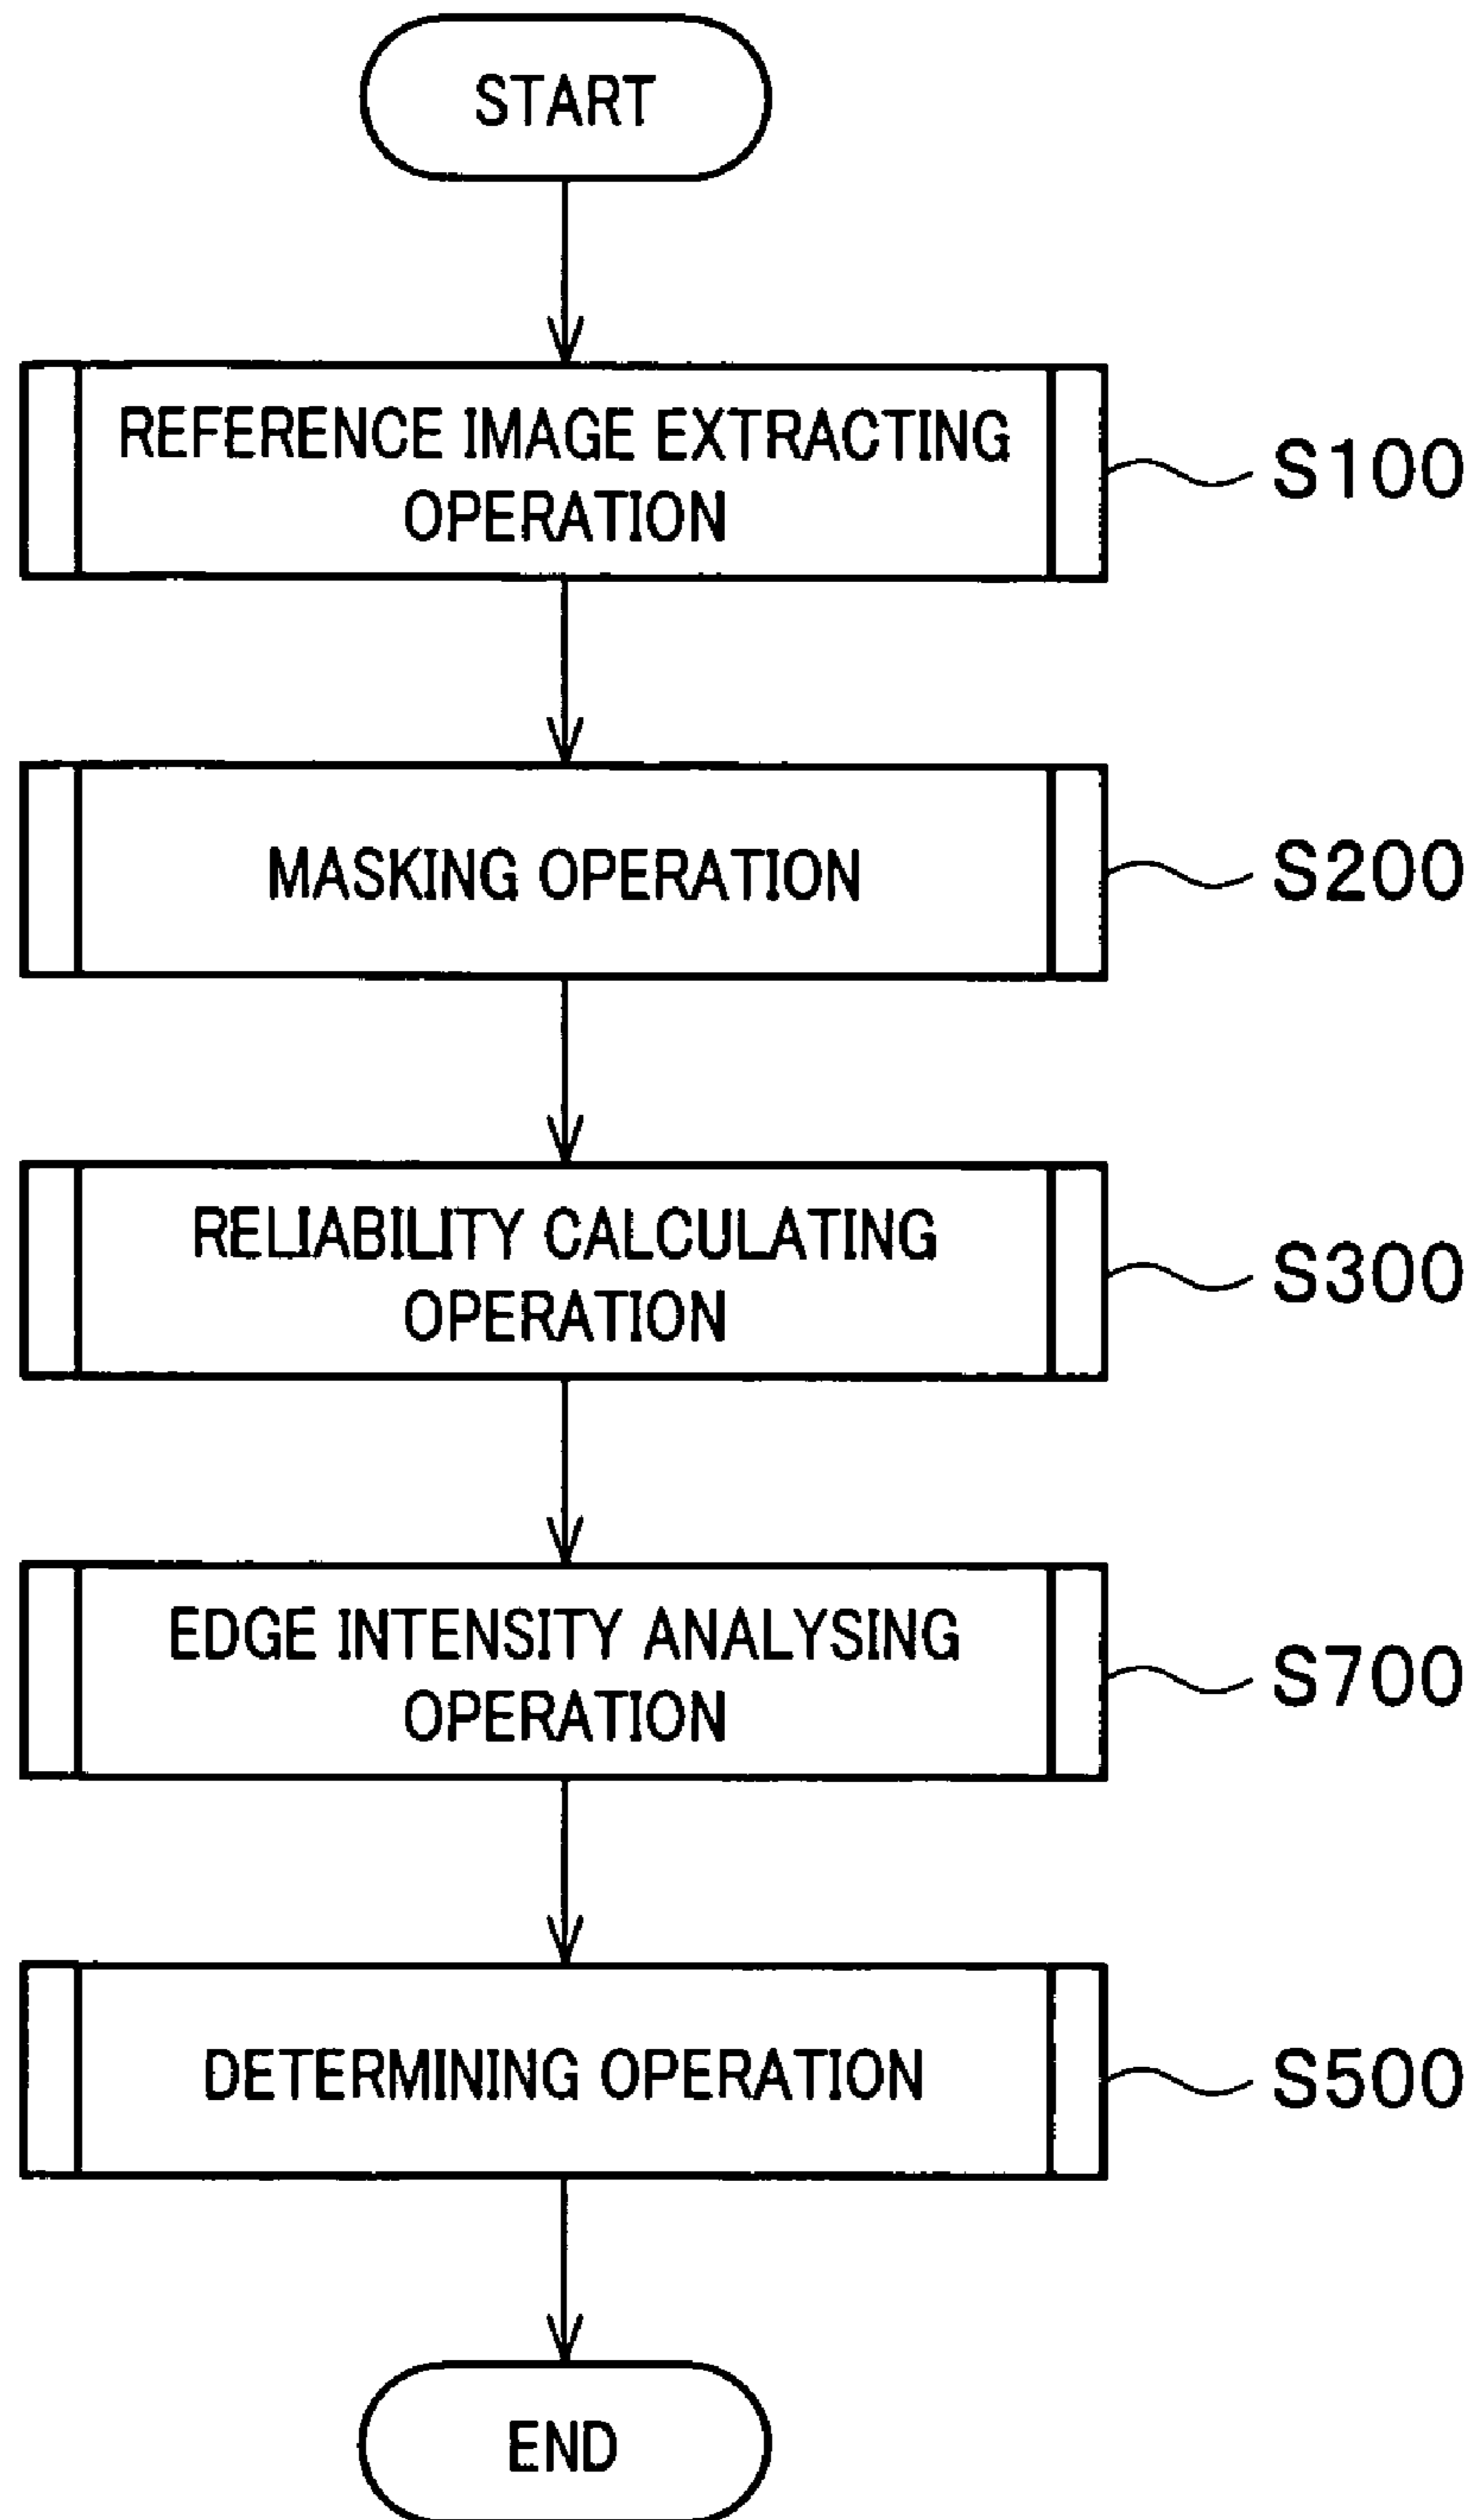 START
REFERENCE IMAGE EXTRACTING
OPERATION
S100
MASKING OPERATION
S200
RELIABILITY CALCULATING
OPERATION
S300
EDGE INTENSITY ANALYSING
OPERATION
S700
DETERMINING OPERATION
S500
END